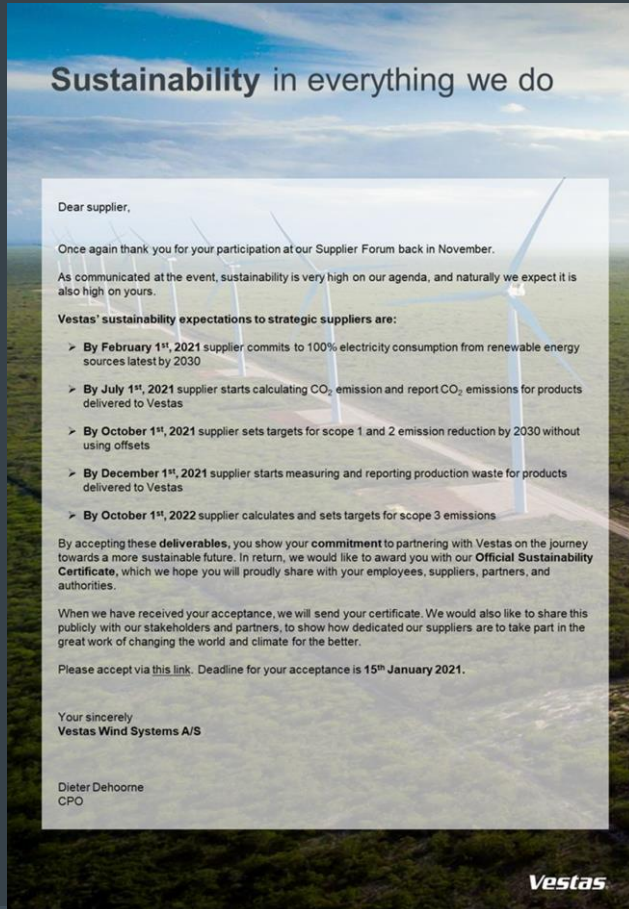 Sustainability in everything we do
Dear supplier,
Once again thank you for your participation at our Supplier Forum back in November.
As communicated at the event, sustainability is very high on our agenda, and naturally we expect it is
also high on yours.
Vestas' sustainability expectations to strategic suppliers are:
➢ By February 1st, 2021 supplier commits to 100% electricity consumption from renewable energy
sources latest by 2030
➢ By July 1st, 2021 supplier starts calculating CO₂ emission and report CO₂ emissions for products
delivered to Vestas
➢ By October 1st, 2021 supplier sets targets for scope 1 and 2 emission reduction by 2030 without
using offsets
➢ By December 1st, 2021 supplier starts measuring and reporting production waste for products
delivered to Vestas
➢ By October 1st, 2022 supplier calculates and sets targets for scope 3 emissions
By accepting these deliverables, you show your commitment to partnering with Vestas on the journey
towards a more sustainable future. In return, we would like to award you with our Official Sustainability
Certificate, which we hope you will proudly share with your employees, suppliers, partners, and
authorities.
When we have received your acceptance, we will send your certificate. We would also like to share this
publicly with our stakeholders and partners, to show how dedicated our suppliers are to take part in the
great work of changing the world and climate for the better.
Please accept via this link. Deadline for your acceptance is 15th January 2021.
Your sincerely
Vestas Wind Systems A/S
Dieter Dehoorne
CPO
Vestas